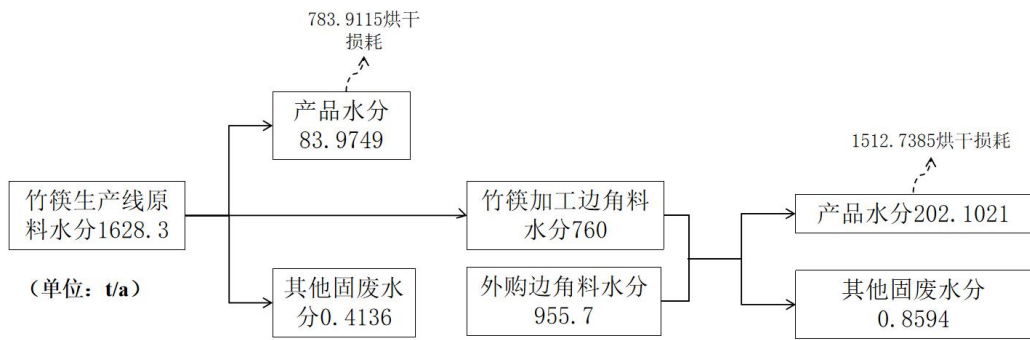 783.9115烘干
损耗
产品水分
83.9749
1512.7385烘干损耗
竹筷生产线原
料水分1628.3
竹筷加工边角料
水分760
产品水分202.1021
（单位：t/a）
其他固废水
分0.4136
外购边角料水分
955.7
其他固废水分
0.8594